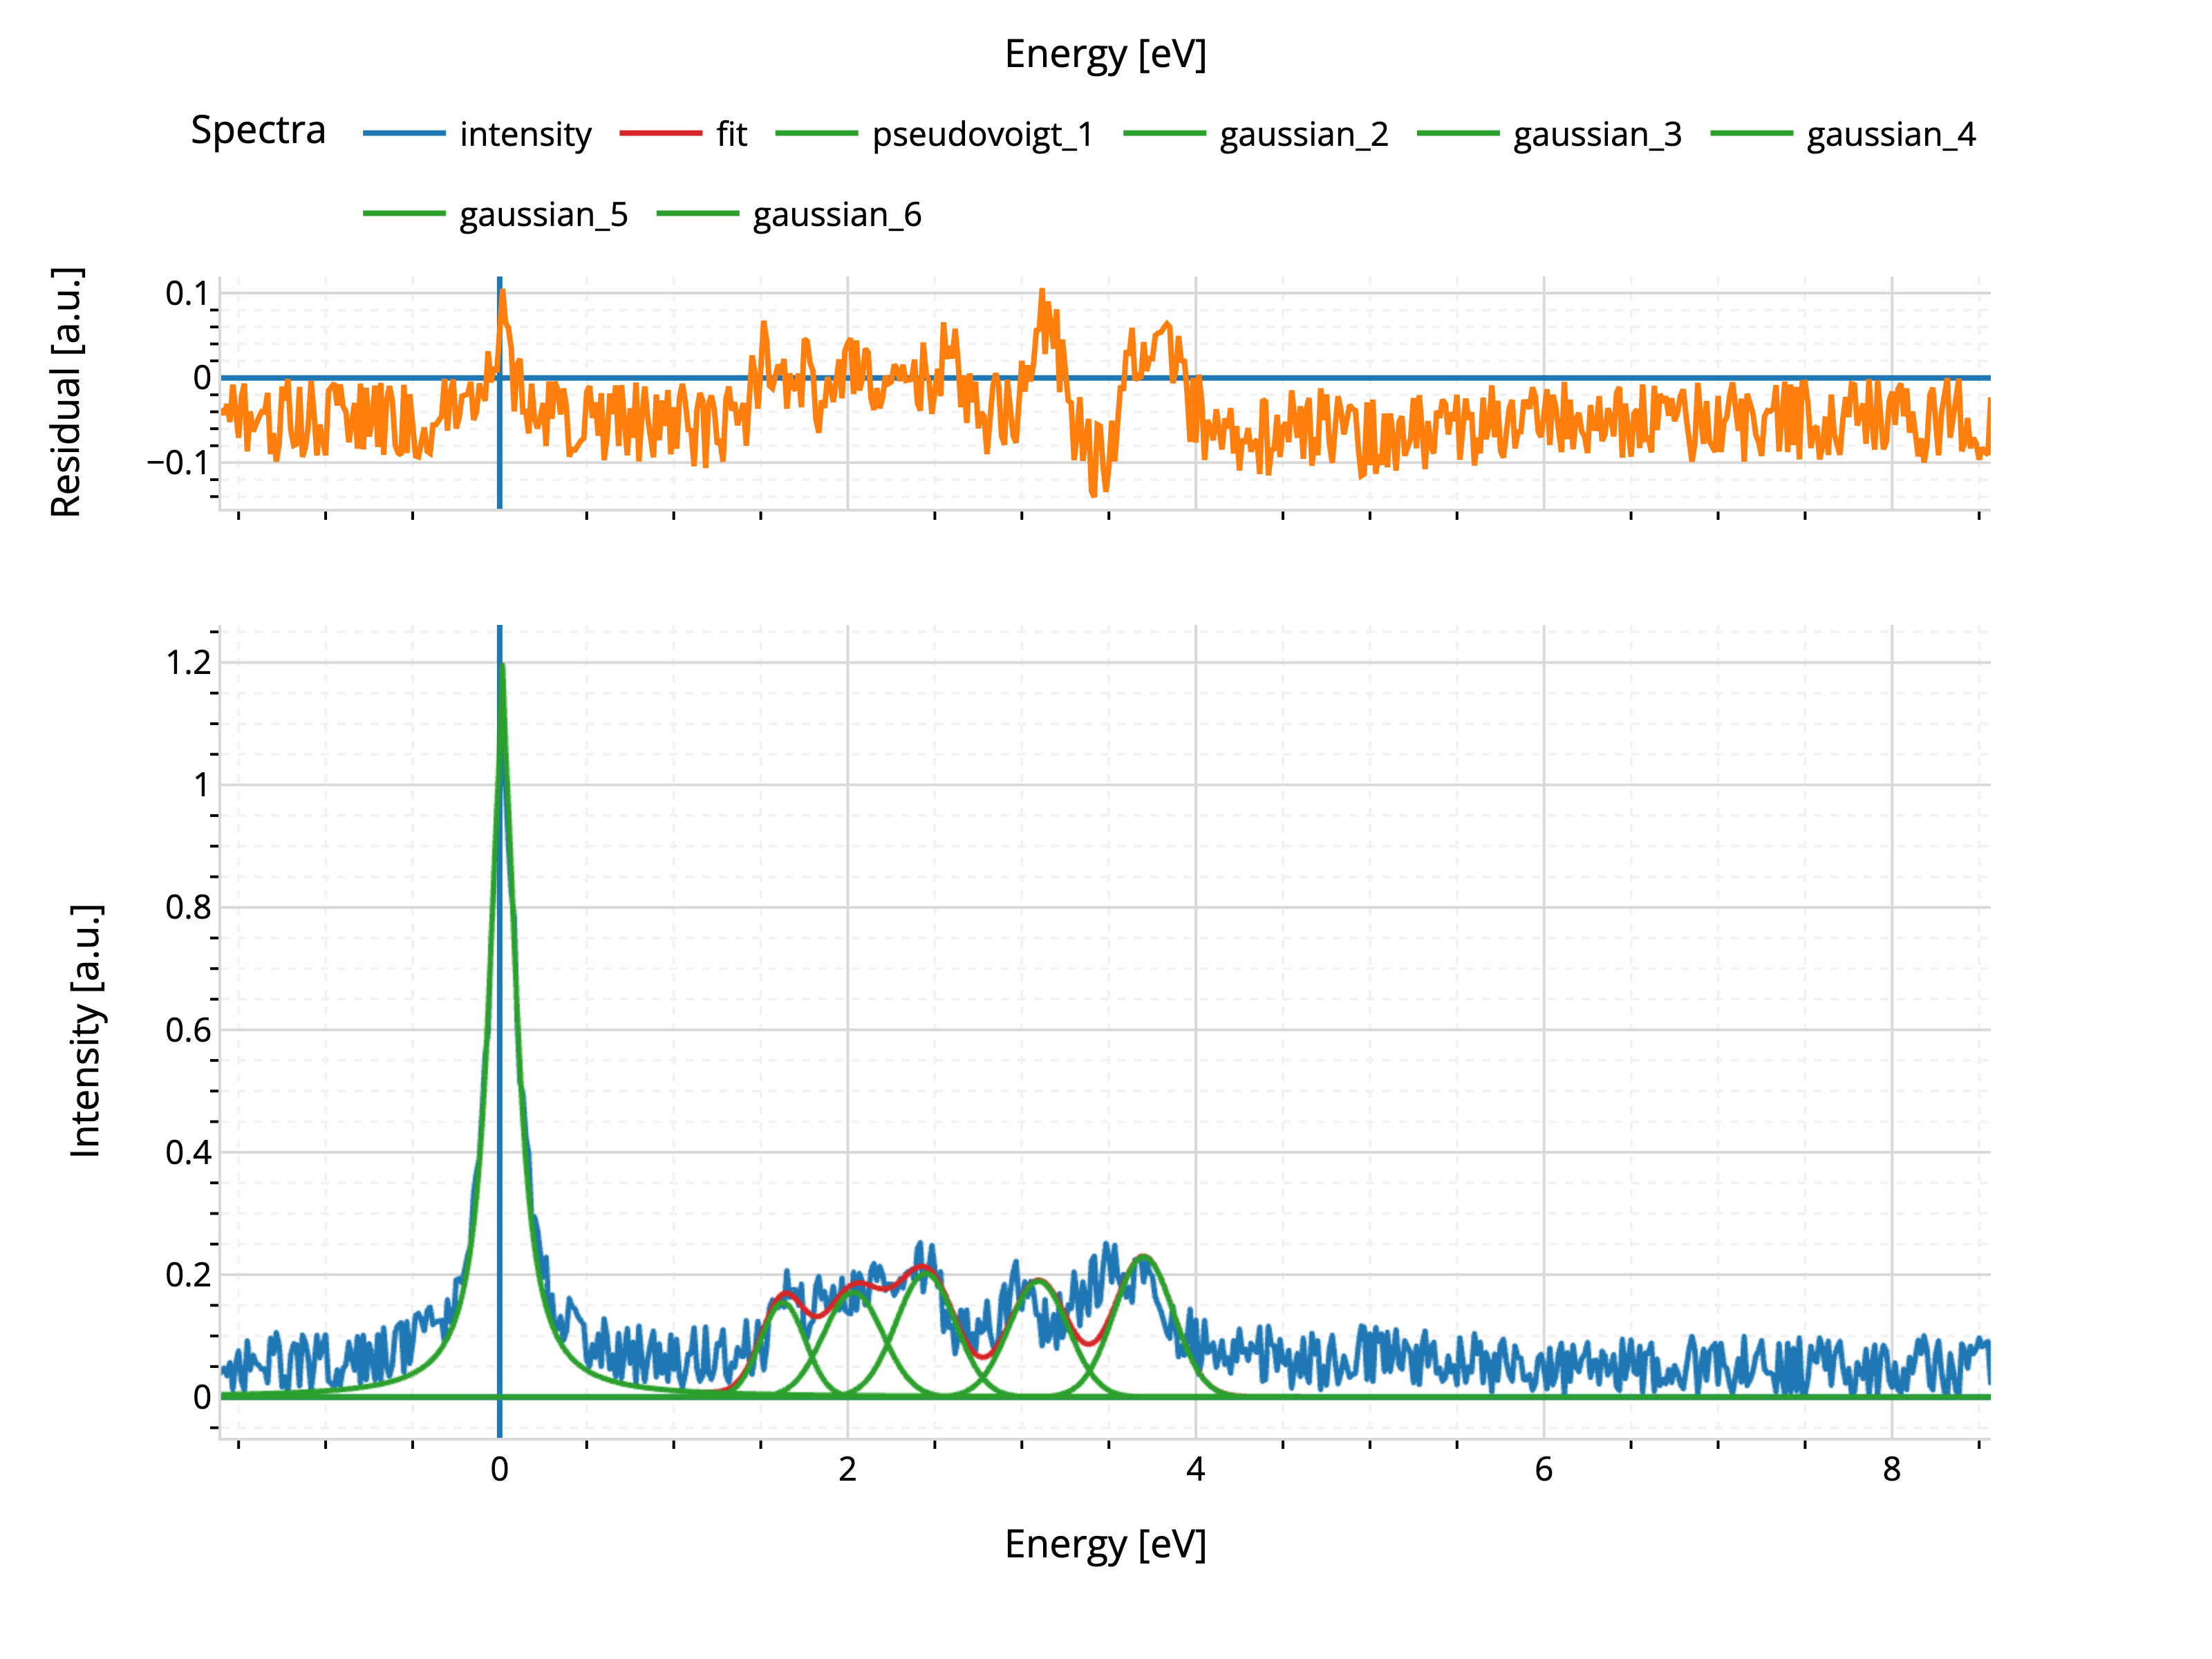 Energy [eV]
Spectra intensity fit pseudovoigt_1 gaussian_2 gaussian_3 gaussian_4
gaussian_5 gaussian_6
Residual [a.u.]
0.1
0
−0.1
Intensity [a.u.]
1.2
1
0.8
0.6
0.4
0.2
0
0 2 4 6 8
Energy [eV]